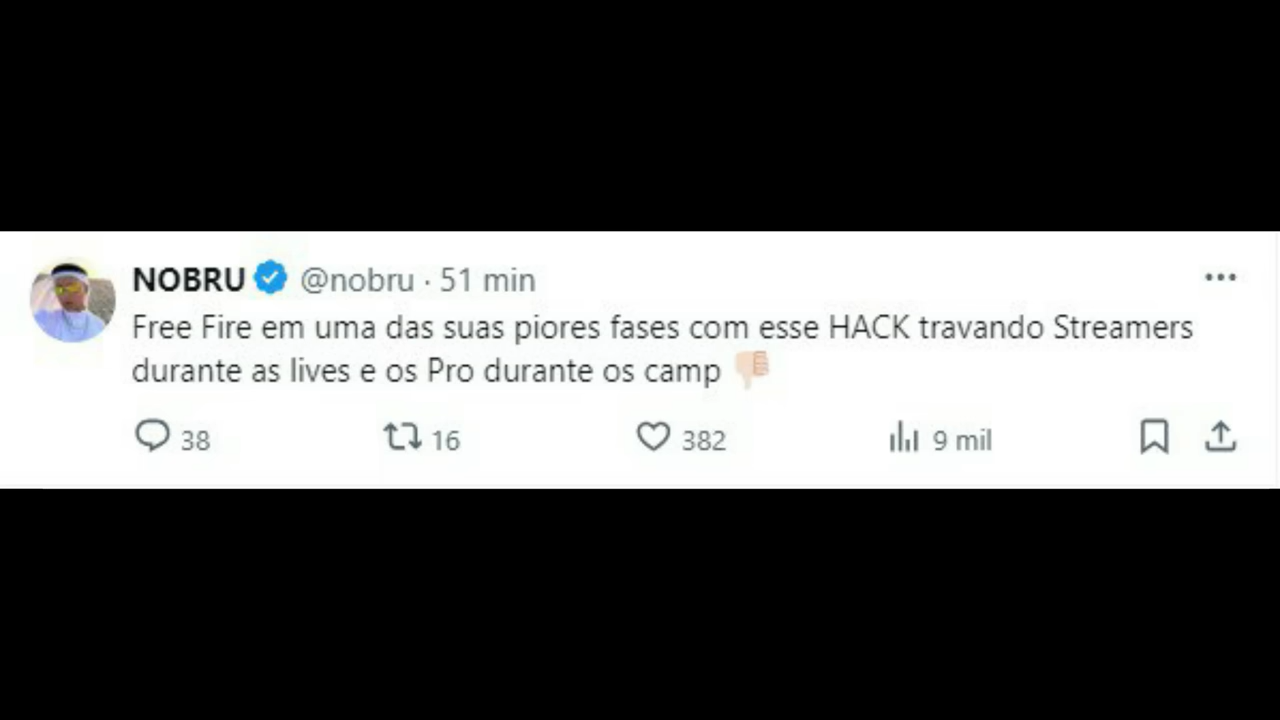 NOBRU @nobru · 51 min
Free Fire em uma das suas piores fases com esse HACK travando Streamers
durante as lives e os Pro durante os camp 👎🏻
38 16 382 9 mil